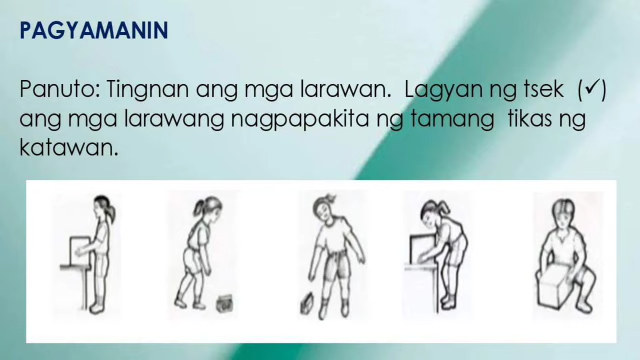 PAGYAMANIN
Panuto: Tingnan ang mga larawan. Lagyan ng tsek (✓)
ang mga larawang nagpapakita ng tamang tikas ng
katawan.